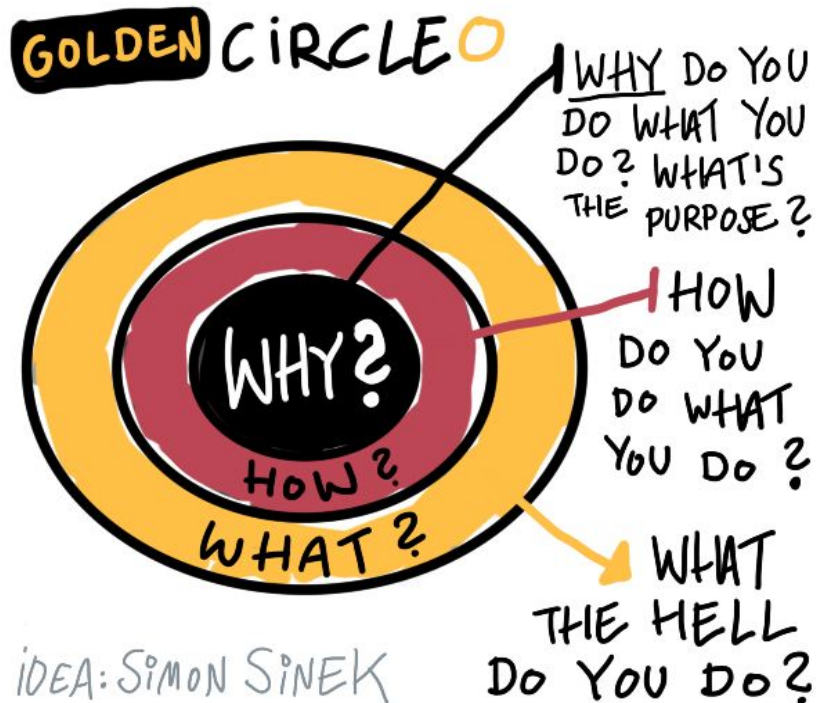 GOLDEN CIRCLE
WHY DO YOU
DO WHAT YOU
DO? WHAT'S
THE PURPOSE?
HOW
DO YOU
DO WHAT
YOU DO?
WHY?
HOW?
WHAT?
WHAT
THE HELL
DO YOU DO?
IDEA: SIMON SINEK